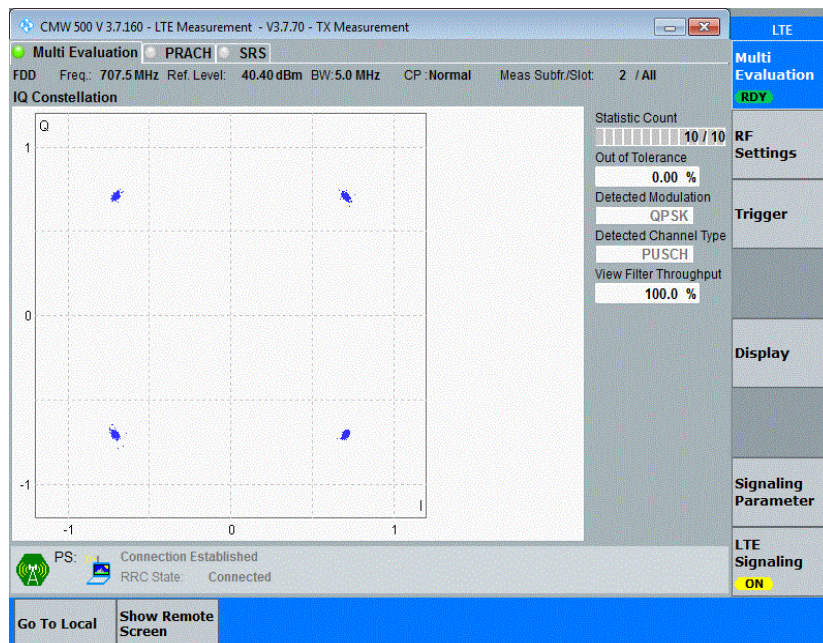 CMW 500 V 3.7.160 - LTE Measurement - V3.7.70 - TX Measurement
LTE
Multi Evaluation PRACH SRS
Multi
Evaluation
RDY
FDD Freq.: 707.5 MHz Ref. Level: 40.40 dBm BW: 5.0 MHz CP : Normal Meas Subfr./Slot: 2 / All
IQ Constellation
Q
1
0
-1
-1 0 1
I
Statistic Count
10 / 10
Out of Tolerance
0.00 %
Detected Modulation
QPSK
Detected Channel Type
PUSCH
View Filter Throughput
100.0 %
RF
Settings
Trigger
Display
Signaling
Parameter
LTE
Signaling
ON
PS: Connection Established
RRC State: Connected
Go To Local
Show Remote
Screen